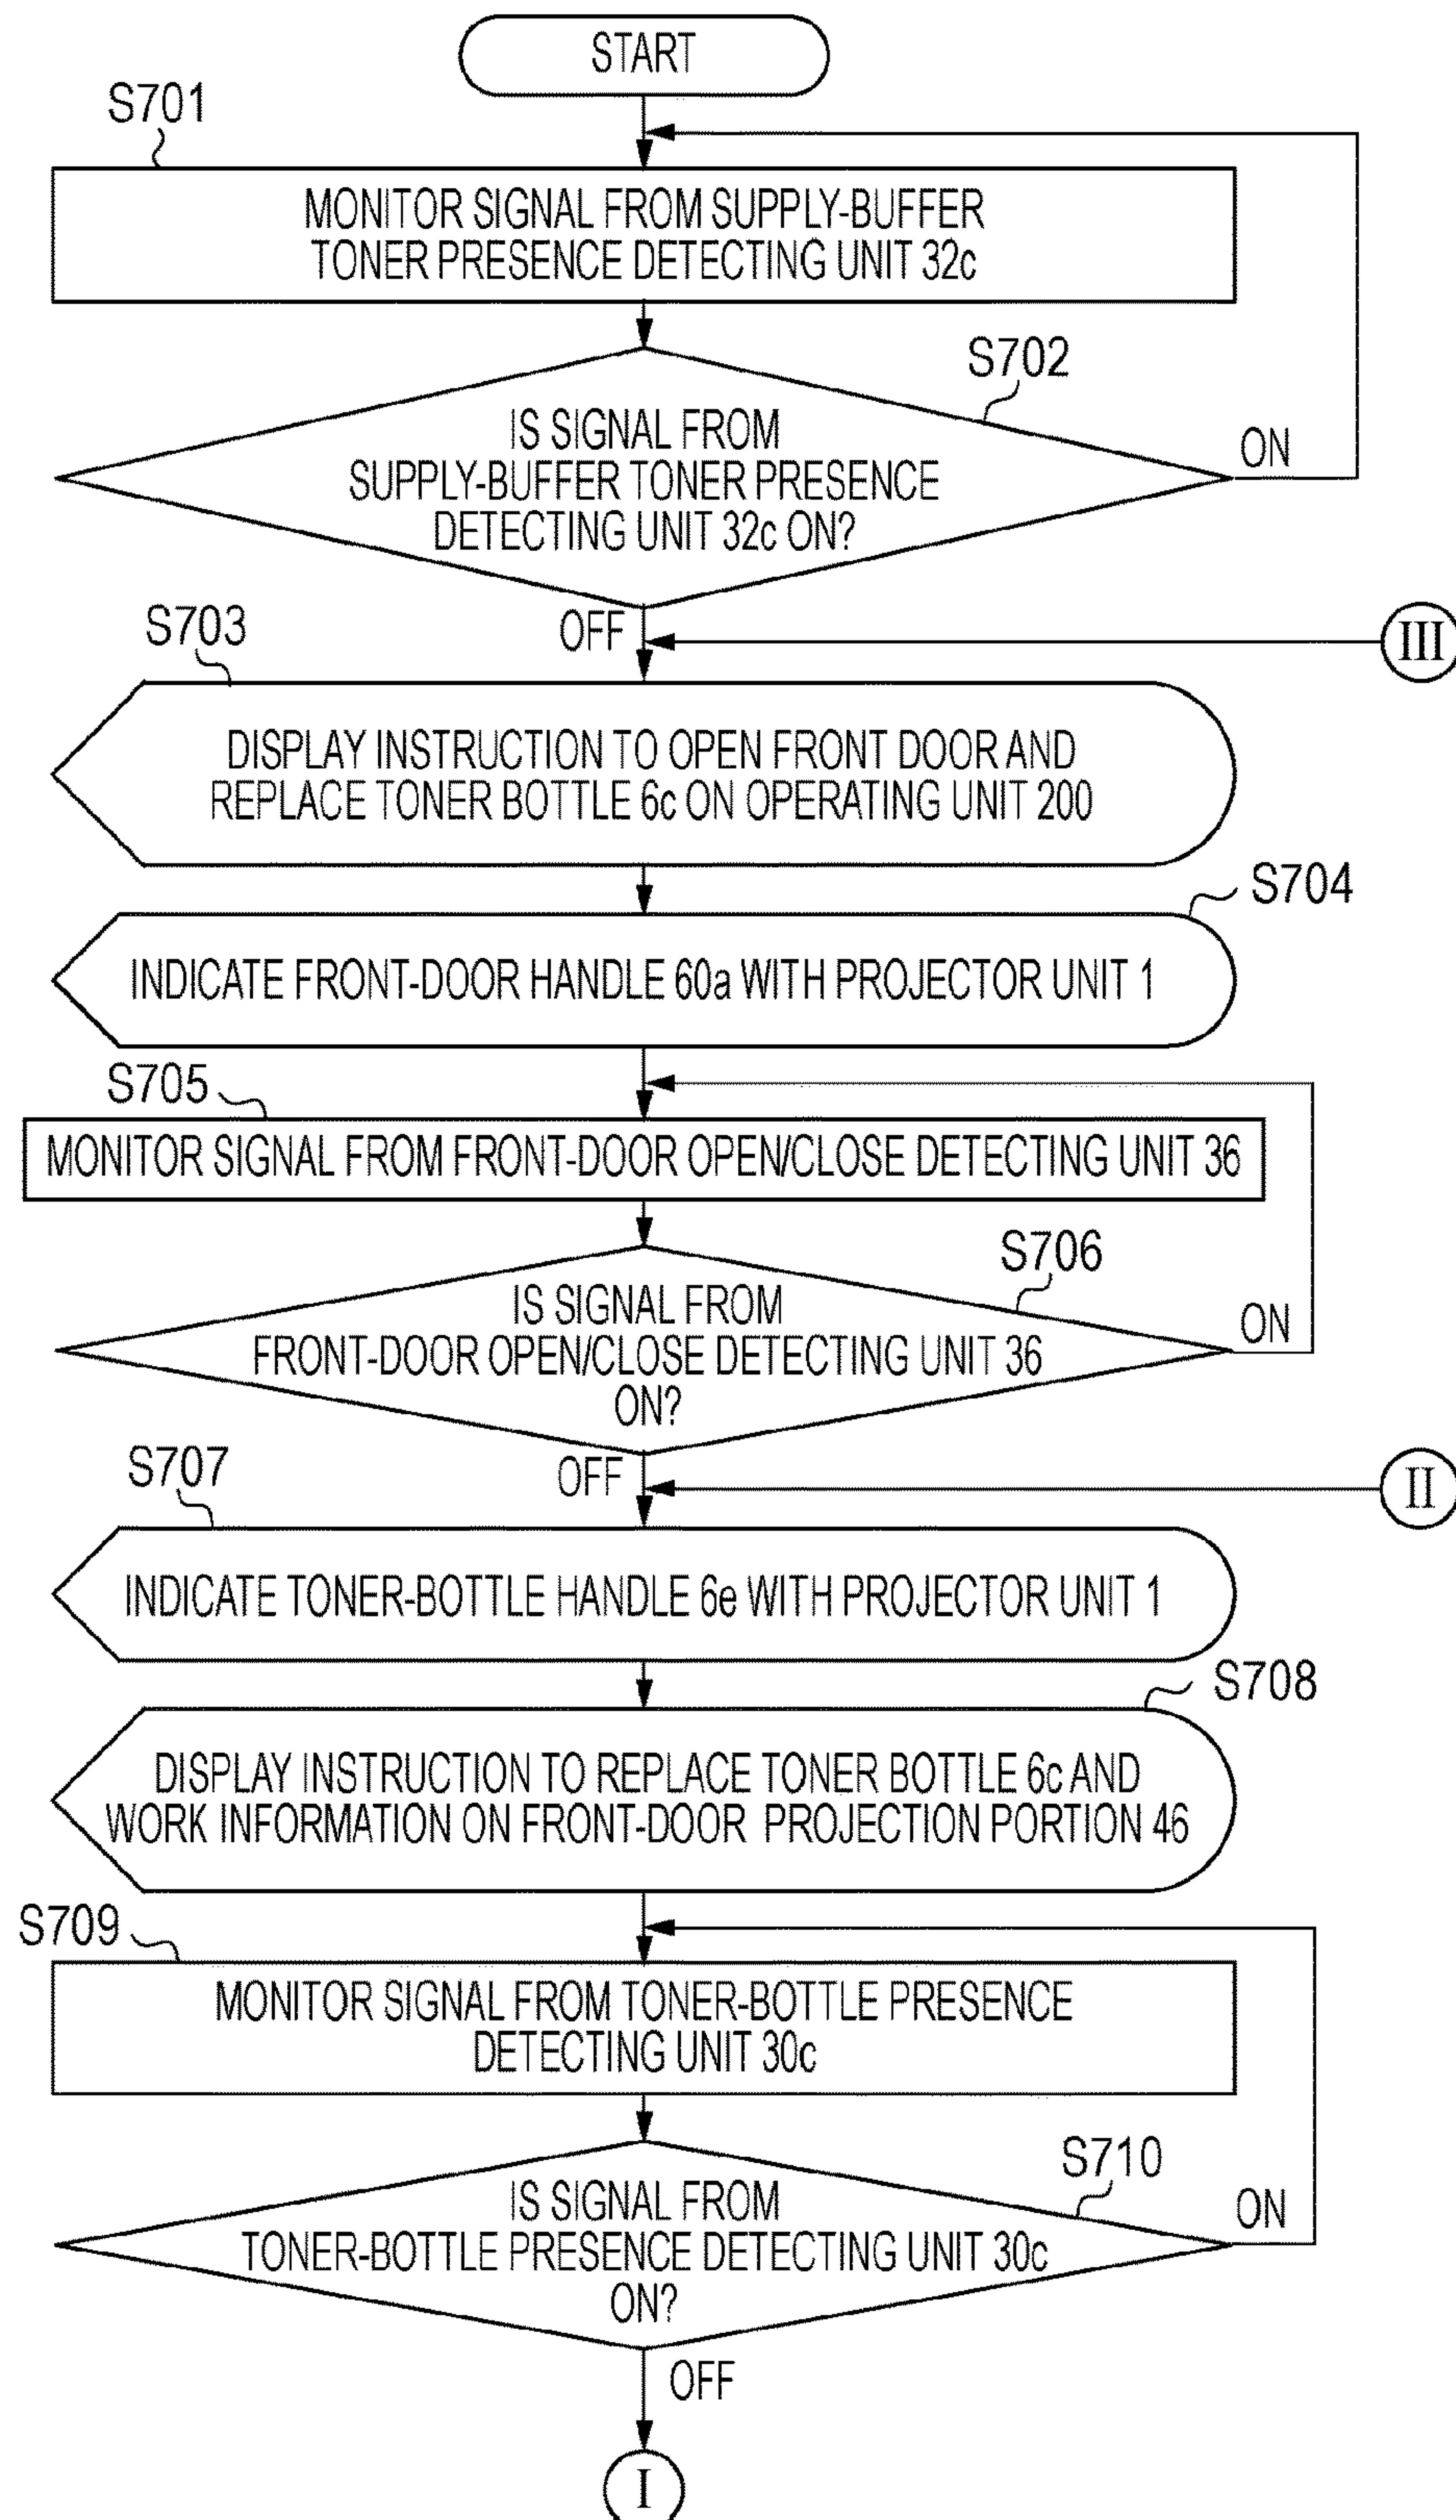 START
S701
MONITOR SIGNAL FROM SUPPLY-BUFFER
TONER PRESENCE DETECTING UNIT 32c
S702
IS SIGNAL FROM
SUPPLY-BUFFER TONER PRESENCE
DETECTING UNIT 32c ON?
ON
OFF
III
S703
DISPLAY INSTRUCTION TO OPEN FRONT DOOR AND
REPLACE TONER BOTTLE 6c ON OPERATING UNIT 200
S704
INDICATE FRONT-DOOR HANDLE 60a WITH PROJECTOR UNIT 1
S705
MONITOR SIGNAL FROM FRONT-DOOR OPEN/CLOSE DETECTING UNIT 36
S706
IS SIGNAL FROM
FRONT-DOOR OPEN/CLOSE DETECTING UNIT 36
ON?
ON
OFF
II
S707
INDICATE TONER-BOTTLE HANDLE 6e WITH PROJECTOR UNIT 1
S708
DISPLAY INSTRUCTION TO REPLACE TONER BOTTLE 6c AND
WORK INFORMATION ON FRONT-DOOR PROJECTION PORTION 46
S709
MONITOR SIGNAL FROM TONER-BOTTLE PRESENCE
DETECTING UNIT 30c
S710
IS SIGNAL FROM
TONER-BOTTLE PRESENCE DETECTING UNIT 30c
ON?
ON
OFF
I